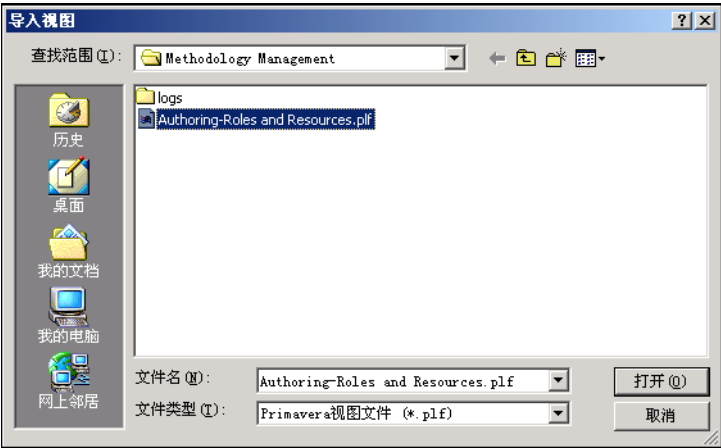 导入视图
查找范围(I):
Methodology Management
logs
Authoring-Roles and Resources.plf
历史
桌面
我的文档
我的电脑
网上邻居
文件名(N):
Authoring-Roles and Resources.plf
打开(O)
文件类型(T):
Primavera视图文件 (*.plf)
取消